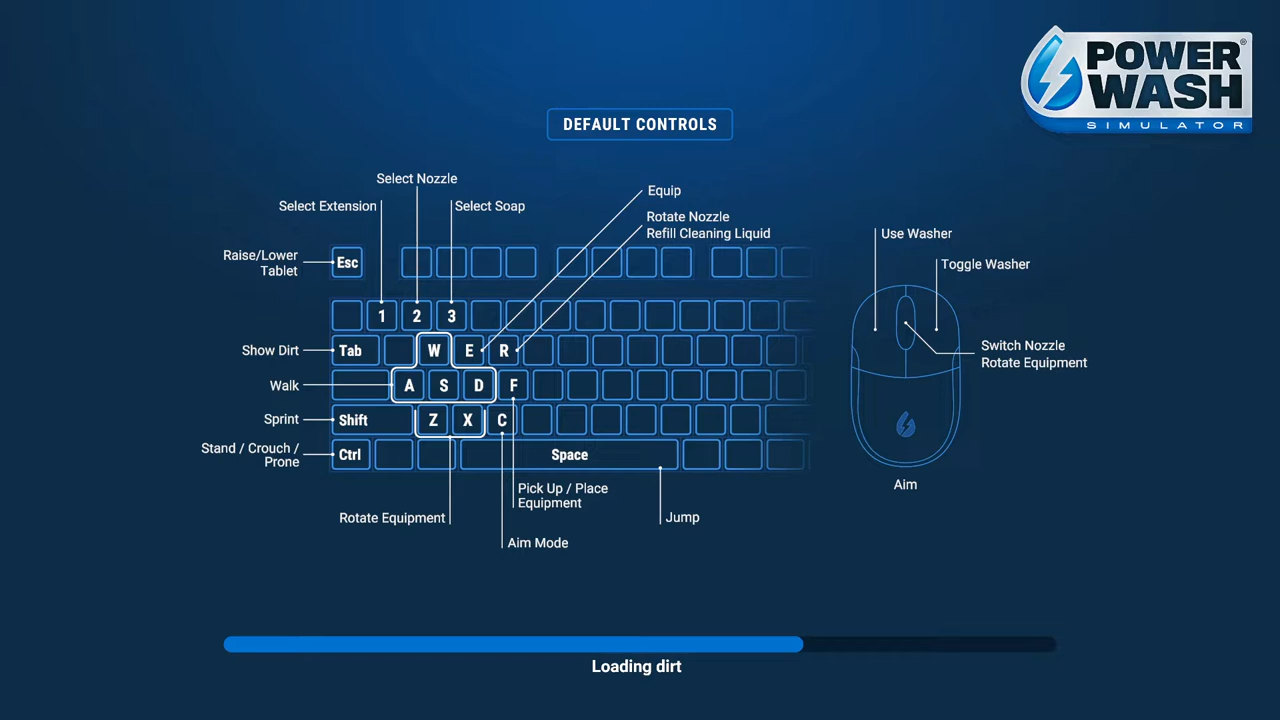 POWER
WASH
SIMULATOR
DEFAULT CONTROLS
Select Nozzle
Select Extension
Select Soap
Equip
Rotate Nozzle
Refill Cleaning Liquid
Use Washer
Toggle Washer
Raise/Lower
Tablet
Esc
1 2 3
Show Dirt
Tab W E R
Switch Nozzle
Rotate Equipment
Walk
A S D F
Sprint
Shift Z X C
Stand / Crouch /
Prone
Ctrl Space
Aim
Pick Up / Place
Equipment
Rotate Equipment
Jump
Aim Mode
Loading dirt